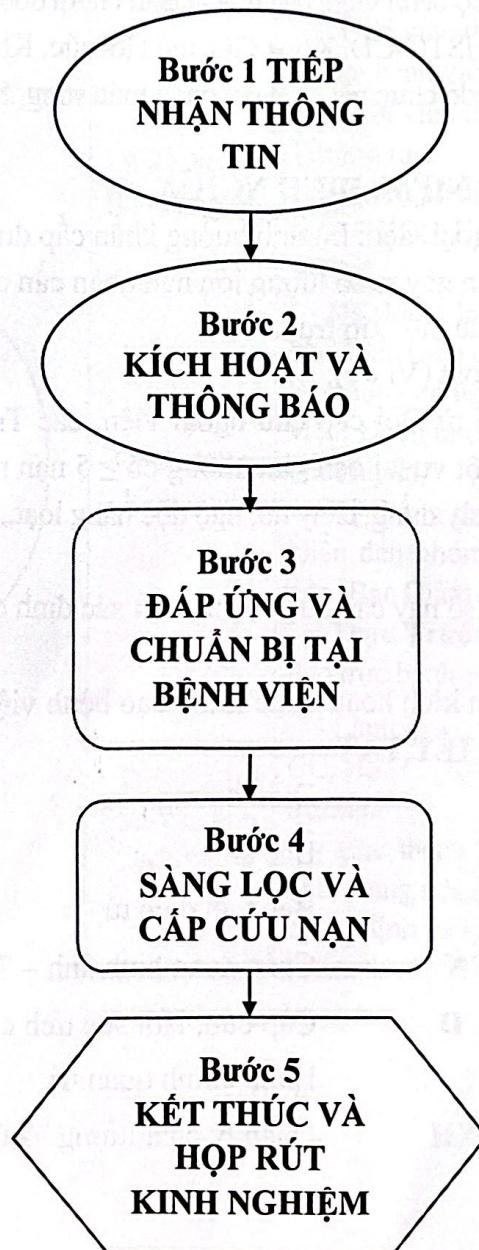 Bước 1 TIẾP
NHẬN THÔNG
TIN
Bước 2
KÍCH HOẠT VÀ
THÔNG BÁO
Bước 3
ĐÁP ỨNG VÀ
CHUẨN BỊ TẠI
BỆNH VIỆN
Bước 4
SÀNG LỌC VÀ
CẤP CỨU NẠN
Bước 5
KẾT THÚC VÀ
HỌP RÚT
KINH NGHIỆM